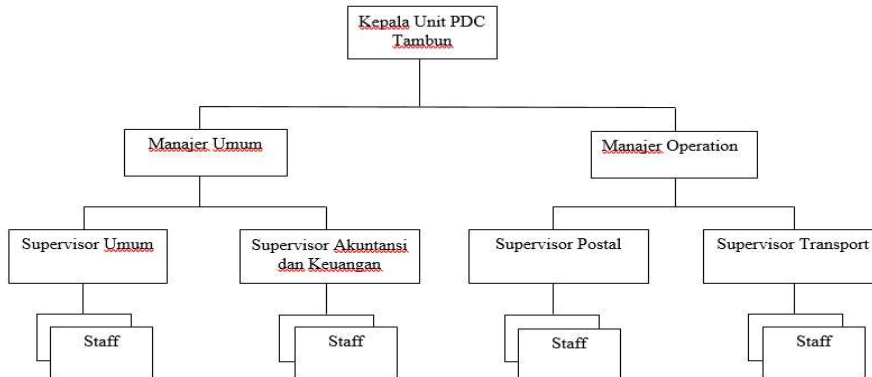 Kepala Unit PDC
Tambun
Manajer Umum
Manajer Operation
Supervisor Umum
Supervisor Akuntansi
dan Keuangan
Supervisor Postal
Supervisor Transport
Staff
Staff
Staff
Staff